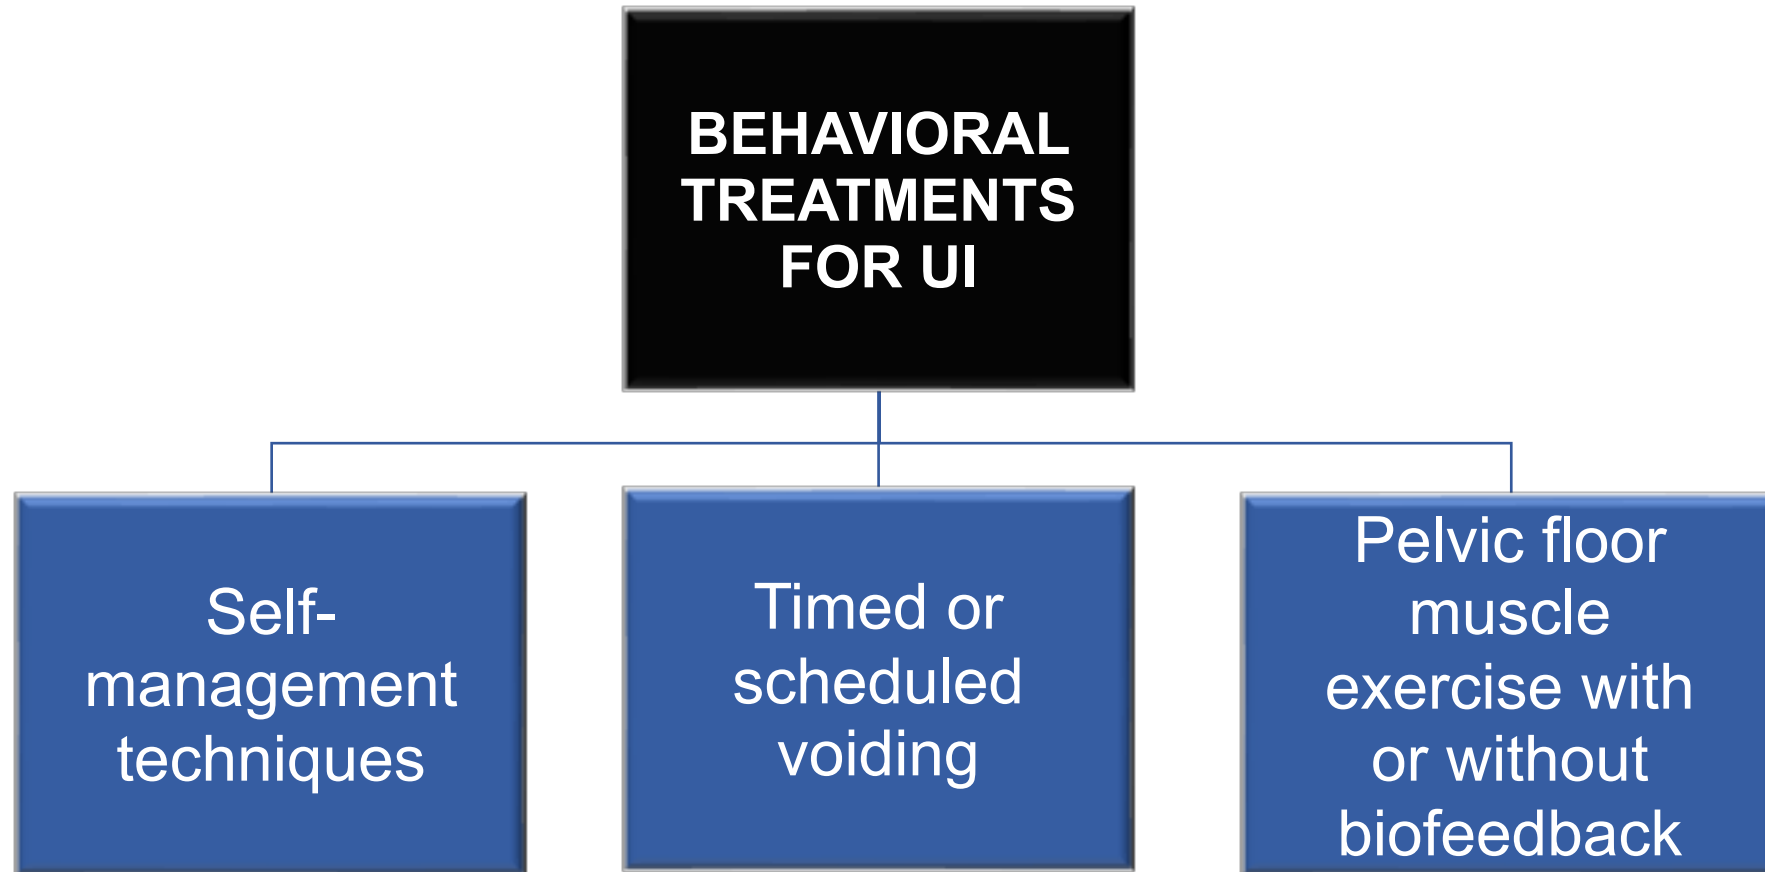 BEHAVIORAL
TREATMENTS
FOR UI
Self-
management
techniques
Timed or
scheduled
voiding
Pelvic floor
muscle
exercise with
or without
biofeedback